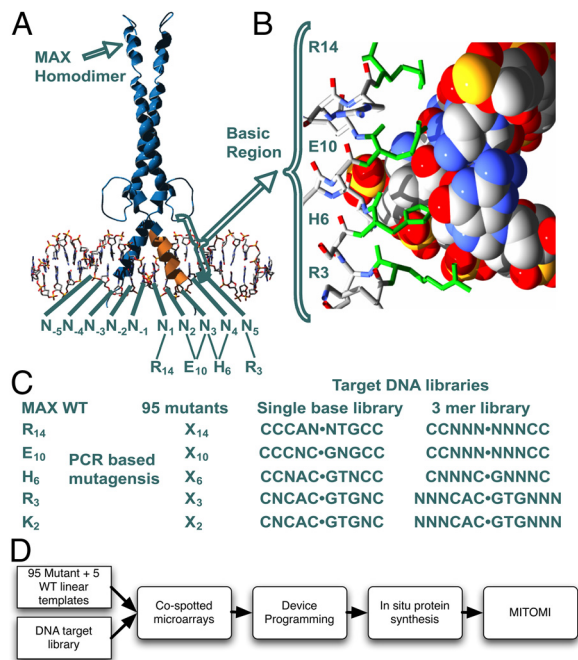 A
MAX
Homodimer
B
Basic
Region
R14
E10
H6
R3
N-5 N-4 N-3 N-2 N-1 N1 N2 N3 N4 N5
R14 E10 H6 R3
C
Target DNA libraries
MAX WT 95 mutants Single base library 3 mer library
R14 X14 CCCAN•NTGCC CCNNN•NNNCC
E10 X10 CCCNC•GNGCC CCNNN•NNNCC
H6 X6 CCNAC•GTNCC CNNNC•GNNNC
R3 X3 CNCAC•GTGNC NNNCAC•GTGNNN
K2 X2 CNCAC•GTGNC NNNCAC•GTGNNN
PCR based
mutagensis
D
95 Mutant + 5
WT linear
templates
DNA target
library
Co-spotted
microarrays
Device
Programming
In situ protein
synthesis
MITOMI